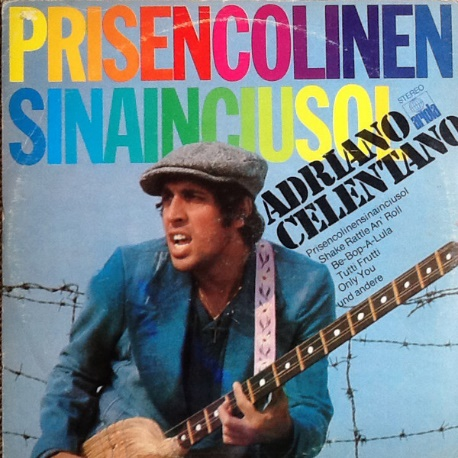 PRISENCOLINEN
SINAINCIUSOL
STEREO
ariola
ADRIANO
CELENTANO
Prisencolinensinainciusol
Shake Rattle An' Roll
Be-Bop-A-Lula
Tutti Frutti
Only You
und andere